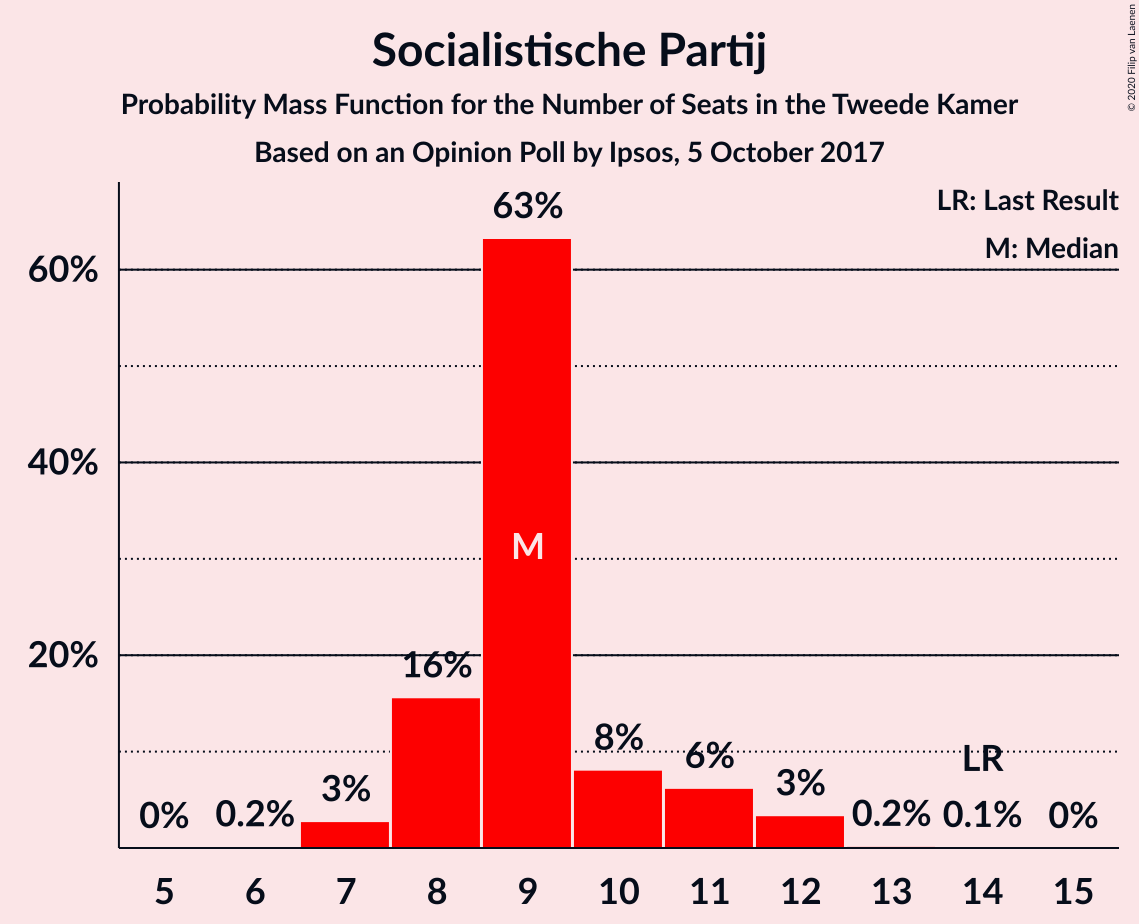 Socialistische Partij
Probability Mass Function for the Number of Seats in the Tweede Kamer
Based on an Opinion Poll by Ipsos, 5 October 2017
© 2020 Filip van Laenen
LR: Last Result
M: Median
60%
40%
20%
0%
0.2%
3%
16%
63%
M
8%
6%
3%
0.2%
LR
0.1%
0%
5 6 7 8 9 10 11 12 13 14 15